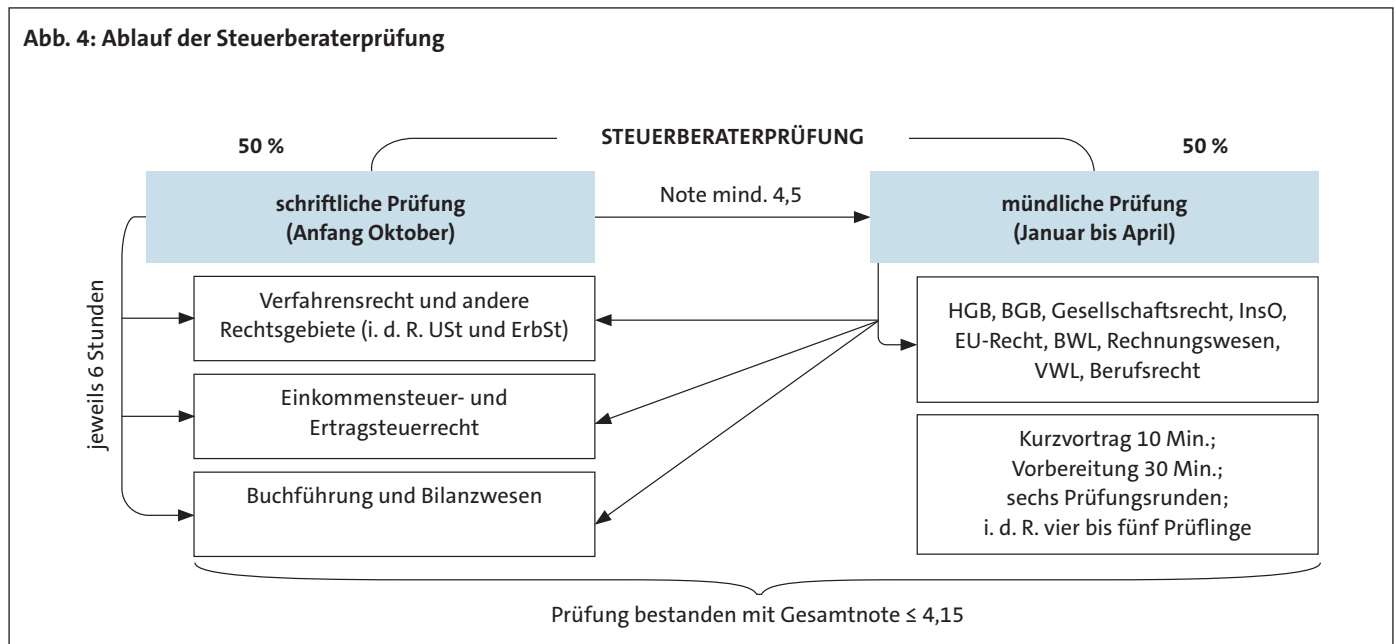 Abb. 4: Ablauf der Steuerberaterprüfung
STEUERBERATERPRÜFUNG
50 %
50 %
schriftliche Prüfung
(Anfang Oktober)
Note mind. 4,5
mündliche Prüfung
(Januar bis April)
jeweils 6 Stunden
Verfahrensrecht und andere
Rechtsgebiete (i. d. R. USt und ErbSt)
Einkommensteuer- und
Ertragsteuerrecht
Buchführung und Bilanzwesen
HGB, BGB, Gesellschaftsrecht, InsO,
EU-Recht, BWL, Rechnungswesen,
VWL, Berufsrecht
Kurzvortrag 10 Min.;
Vorbereitung 30 Min.;
sechs Prüfungsrunden;
i. d. R. vier bis fünf Prüflinge
Prüfung bestanden mit Gesamtnote ≤ 4,15